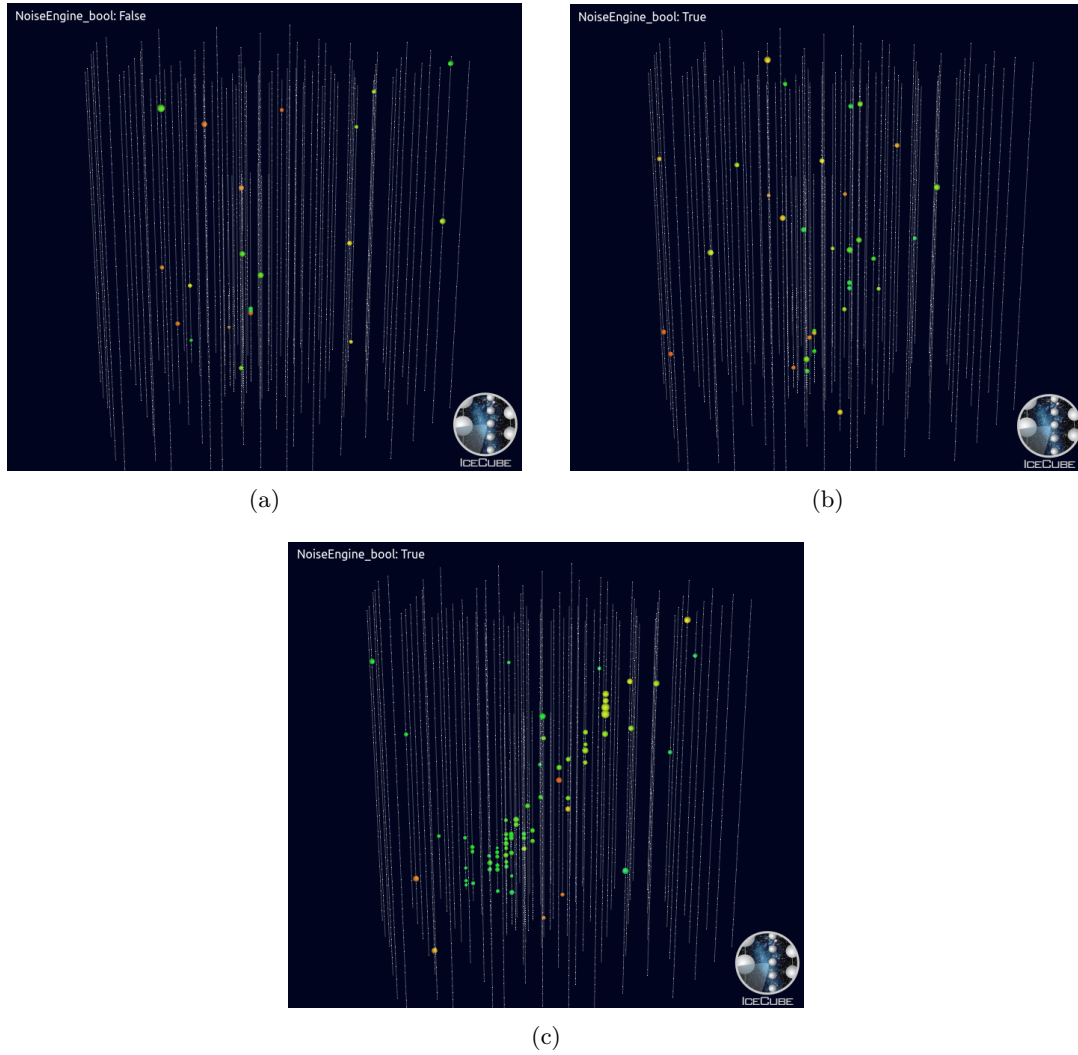 NoiseEngine_bool: False
NoiseEngine_bool: True
ICECUBE
ICECUBE
(a)
(b)
NoiseEngine_bool: True
ICECUBE
(c)